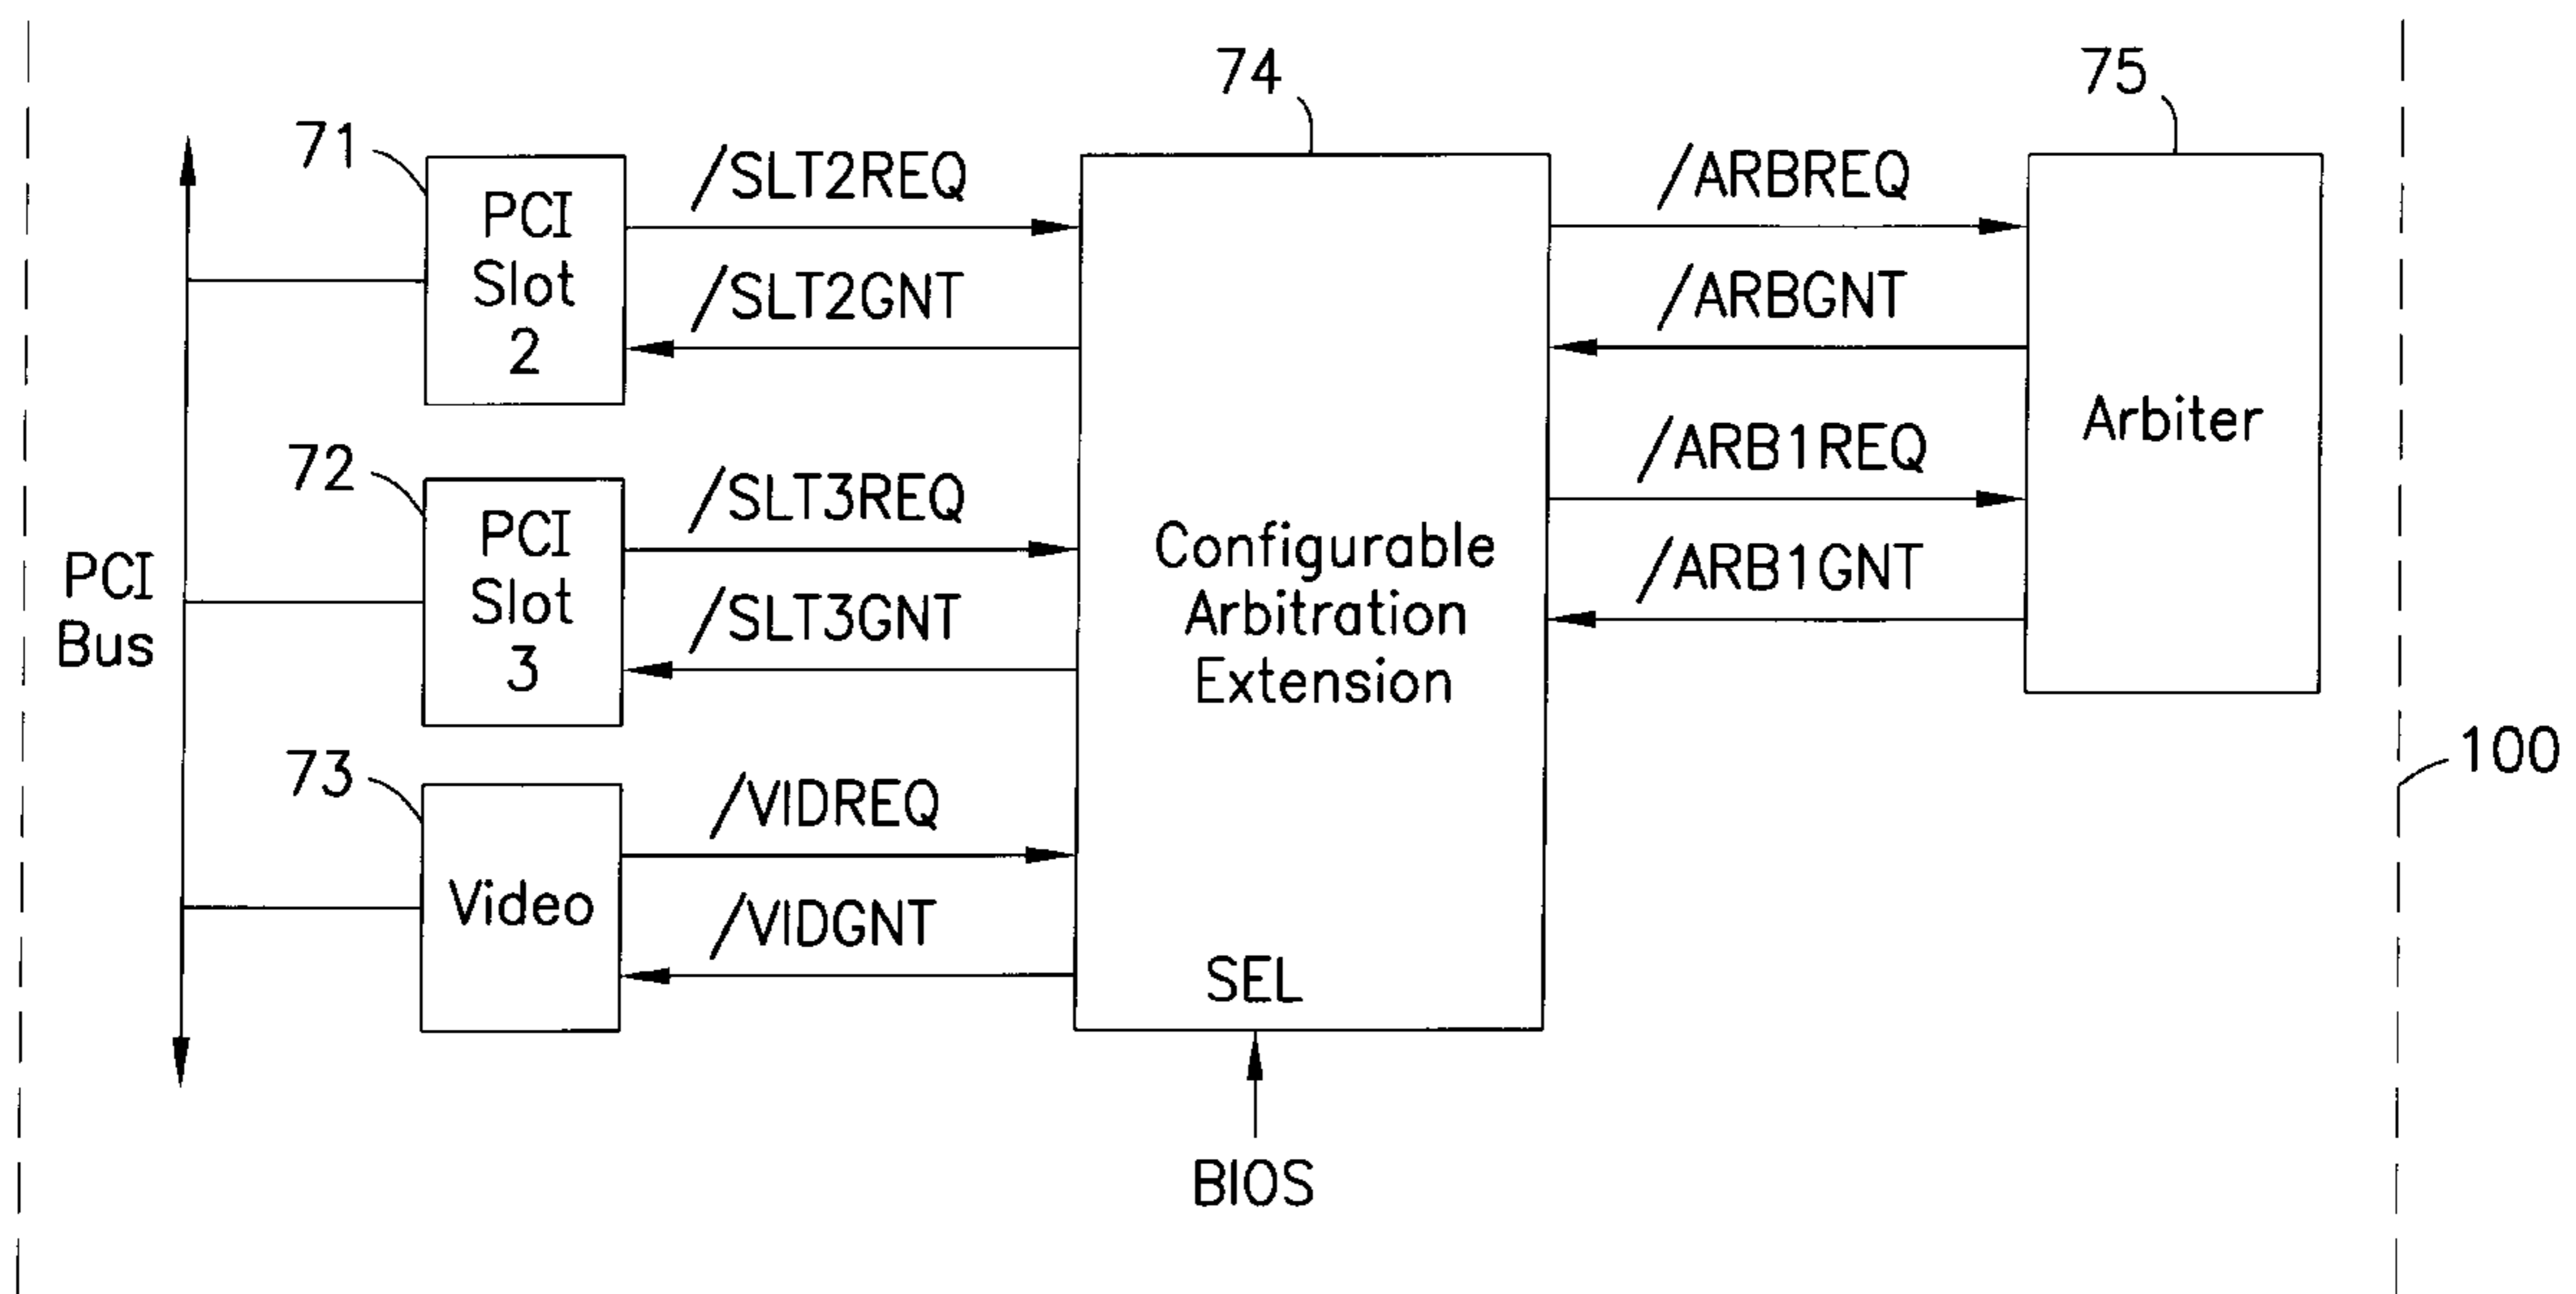 74
75
71
PCI
Slot
2
/SLT2REQ
/SLT2GNT
/ARBREQ
/ARBGNT
Arbiter
72
PCI
Slot
3
/SLT3REQ
/SLT3GNT
/ARB1REQ
/ARB1GNT
PCI
Bus
Configurable
Arbitration
Extension
73
Video
/VIDREQ
/VIDGNT
100
SEL
BIOS